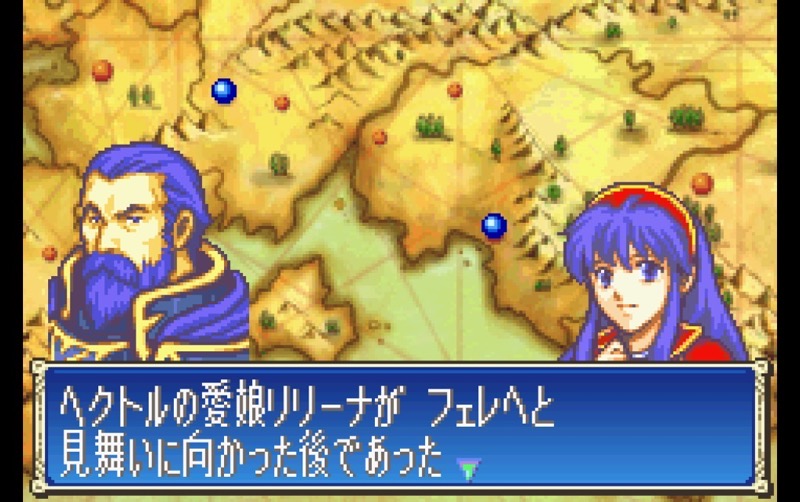 ヘクトルの愛娘リリーナが フェレへと
見舞いに向かった後であった